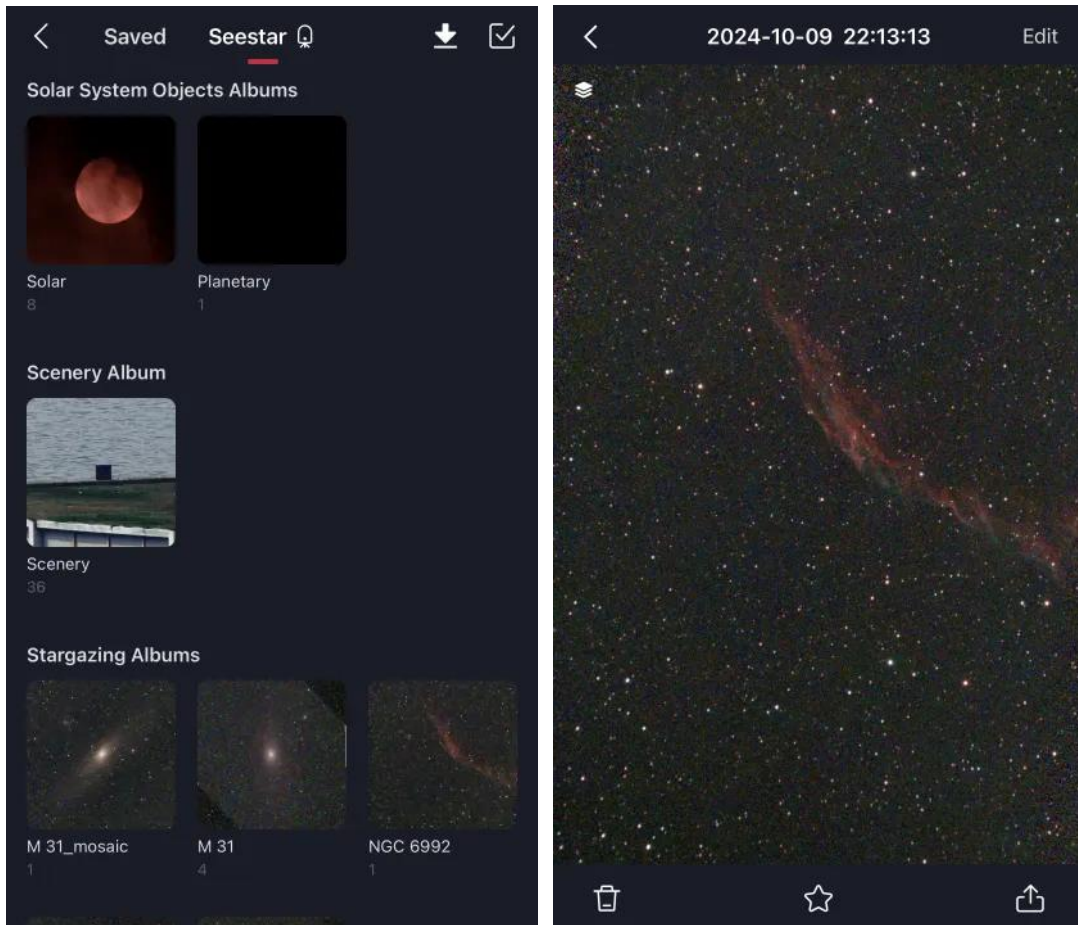 Saved Seestar
Solar System Objects Albums
Solar Planetary
8 1
Scenery Album
Scenery
36
Stargazing Albums
M 31_mosaic M 31 NGC 6992
1 4 1
2024-10-09 22:13:13 Edit